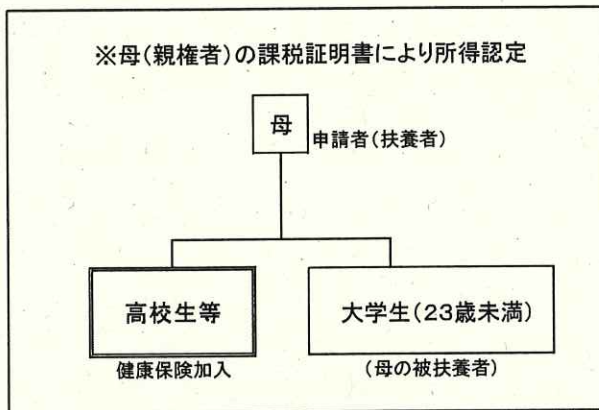 ※母(親権者)の課税証明書により所得認定
母
申請者(扶養者)
高校生等
大学生(23歳未満)
健康保険加入
(母の被扶養者)